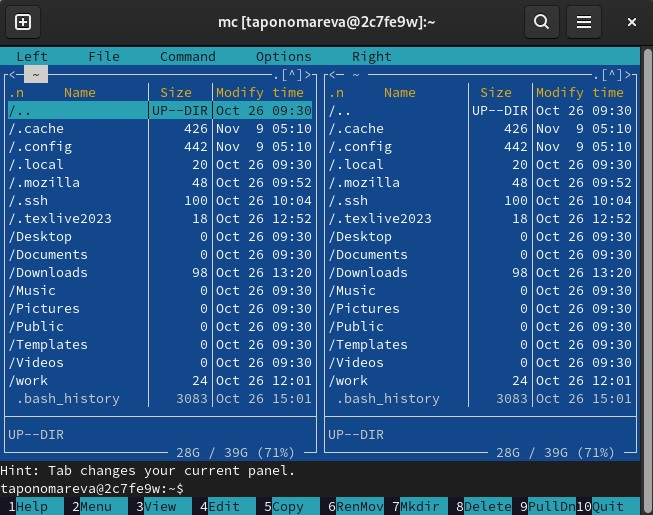 mc [taponomareva@2c7fe9w]:~
Left File Command Options Right
<─ ~ .[^]> <─ ~ .[^]>
.n Name Size Modify time .n Name Size Modify time
/.. UP--DIR Oct 26 09:30 /.. UP--DIR Oct 26 09:30
/.cache 426 Nov 9 05:10 /.cache 426 Nov 9 05:10
/.config 442 Nov 9 05:10 /.config 442 Nov 9 05:10
/.local 20 Oct 26 09:30 /.local 20 Oct 26 09:30
/.mozilla 48 Oct 26 09:52 /.mozilla 48 Oct 26 09:52
/.ssh 100 Oct 26 10:04 /.ssh 100 Oct 26 10:04
/.texlive2023 18 Oct 26 12:52 /.texlive2023 18 Oct 26 12:52
/Desktop 0 Oct 26 09:30 /Desktop 0 Oct 26 09:30
/Documents 0 Oct 26 09:30 /Documents 0 Oct 26 09:30
/Downloads 98 Oct 26 13:20 /Downloads 98 Oct 26 13:20
/Music 0 Oct 26 09:30 /Music 0 Oct 26 09:30
/Pictures 0 Oct 26 09:30 /Pictures 0 Oct 26 09:30
/Public 0 Oct 26 09:30 /Public 0 Oct 26 09:30
/Templates 0 Oct 26 09:30 /Templates 0 Oct 26 09:30
/Videos 0 Oct 26 09:30 /Videos 0 Oct 26 09:30
/work 24 Oct 26 12:01 /work 24 Oct 26 12:01
.bash_history 3083 Oct 26 15:01 .bash_history 3083 Oct 26 15:01
UP--DIR UP--DIR
28G / 39G (71%) 28G / 39G (71%)
Hint: Tab changes your current panel.
taponomareva@2c7fe9w:~$
1Help 2Menu 3View 4Edit 5Copy 6RenMov 7Mkdir 8Delete 9PullDn 10Quit